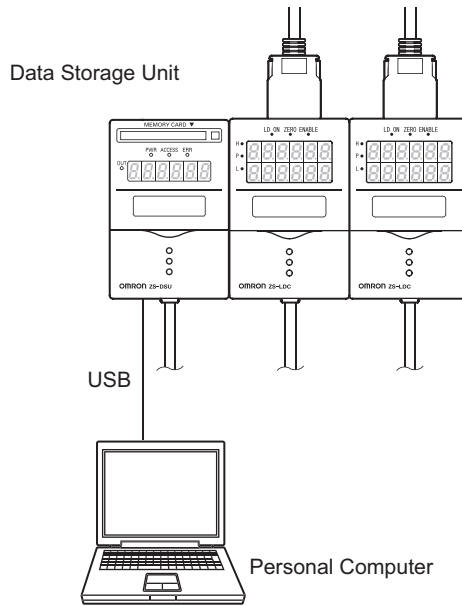 Data Storage Unit
MEMORY CARD ▼
PWR ACCESS ERR
OUT
OMRON ZS-DSU
LD ON ZERO ENABLE
H
P
L
OMRON ZS-LDC
LD ON ZERO ENABLE
H
P
L
OMRON ZS-LDC
USB
Personal Computer